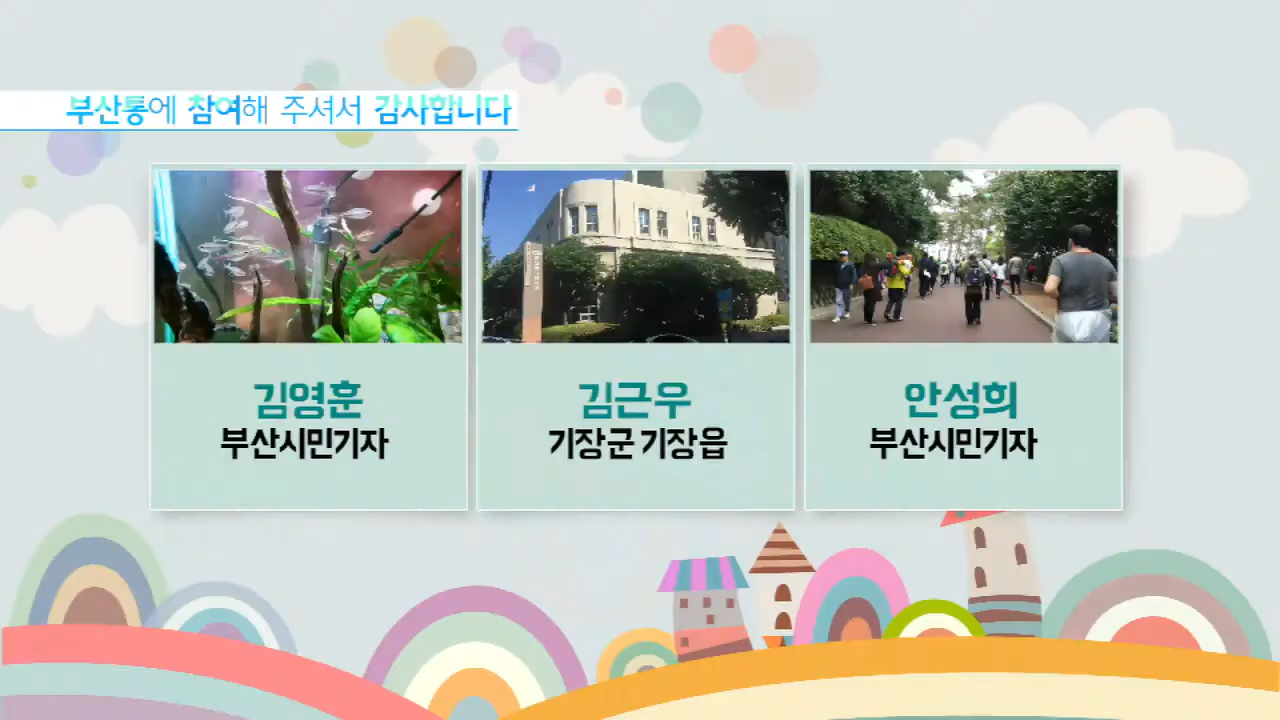 부산통에 참여해 주셔서 감사합니다
김영훈
부산시민기자
김근우
기장군 기장읍
안성희
부산시민기자